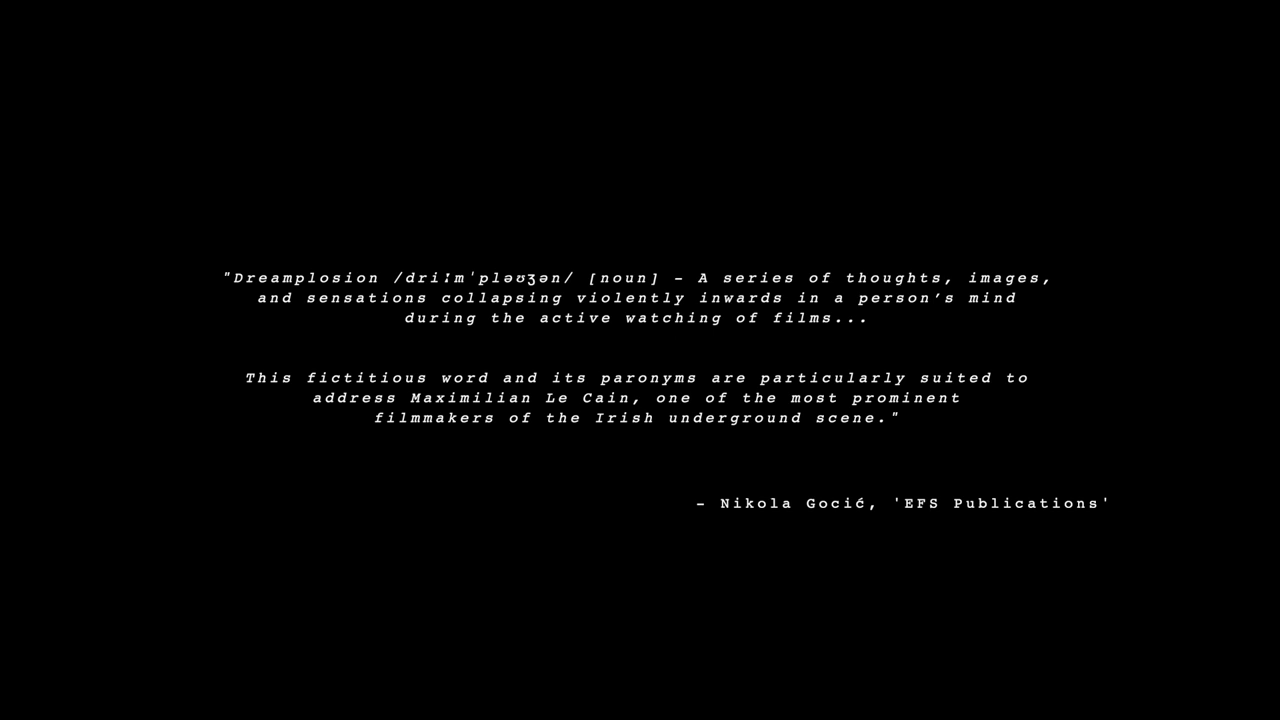 "Dreamplosion /driːmˈpləʊʒən/ [noun] – A series of thoughts, images,
and sensations collapsing violently inwards in a person’s mind
during the active watching of films...
This fictitious word and its paronyms are particularly suited to
address Maximilian Le Cain, one of the most prominent
filmmakers of the Irish underground scene."
– Nikola Gocić, 'EFS Publications'